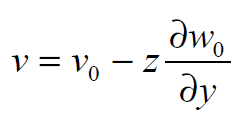 v = v₀ − z ∂w₀/∂y